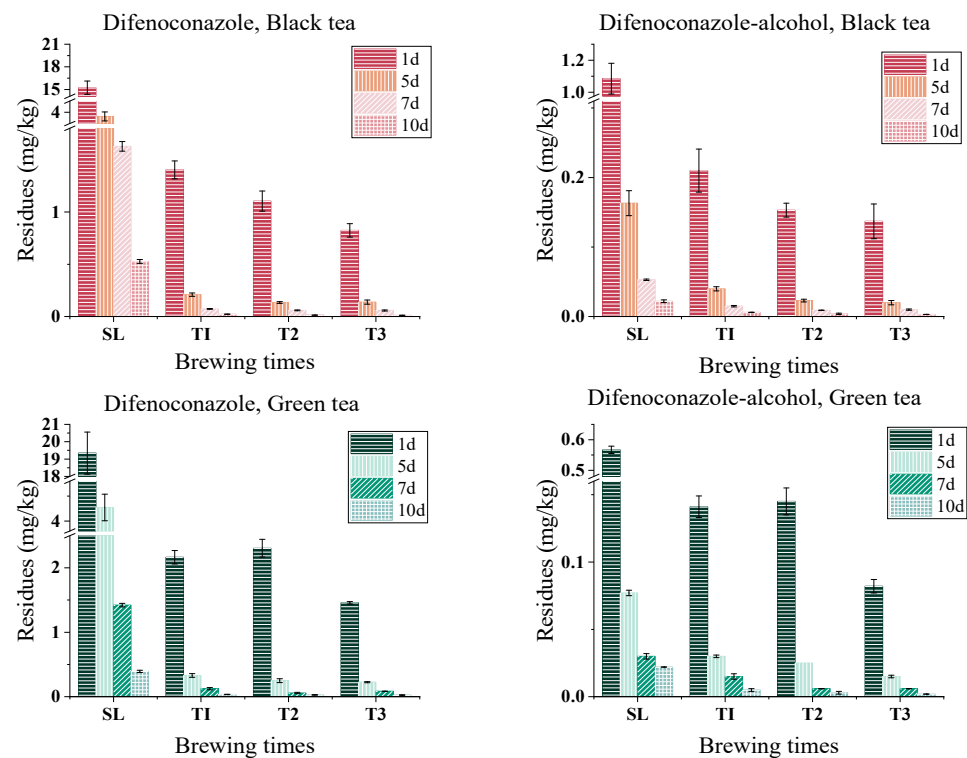 Difenoconazole, Black tea
Residues (mg/kg)
21
18
15
4
1
0
1d
5d
7d
10d
SL TI T2 T3
Brewing times
Difenoconazole-alcohol, Black tea
Residues (mg/kg)
1.2
1.0
0.2
0.0
1d
5d
7d
10d
SL TI T2 T3
Brewing times
Difenoconazole, Green tea
Residues (mg/kg)
21
20
19
18
4
2
1
0
1d
5d
7d
10d
SL TI T2 T3
Brewing times
Difenoconazole-alcohol, Green tea
Residues (mg/kg)
0.6
0.5
0.1
0.0
1d
5d
7d
10d
SL TI T2 T3
Brewing times